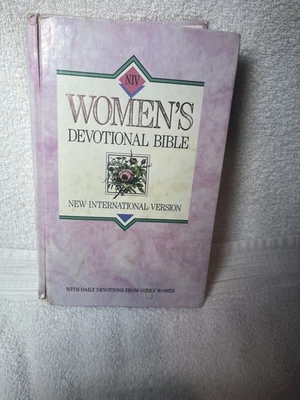 NIV
WOMEN'S
DEVOTIONAL BIBLE
NEW INTERNATIONAL VERSION
WITH DAILY DEVOTIONS FROM GODLY WOMEN